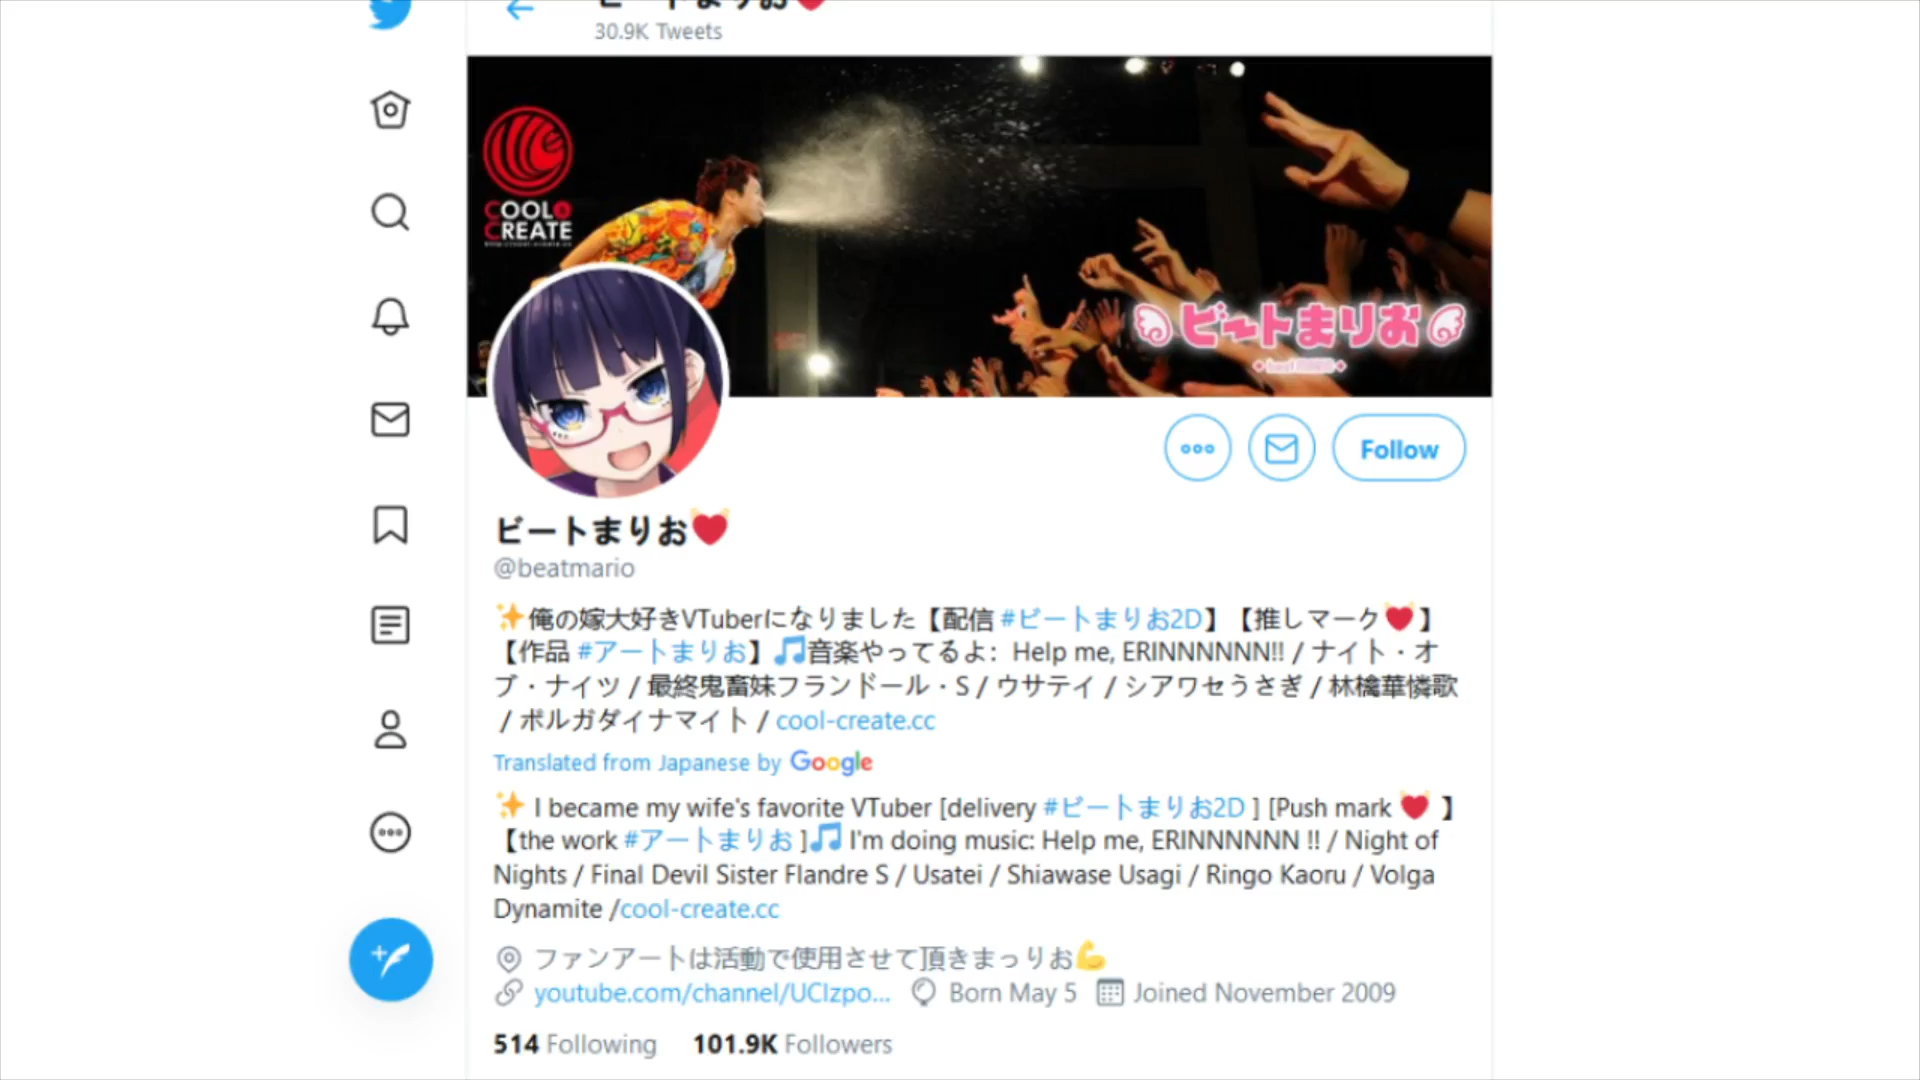 ビートまりお
30.9K Tweets
COOL&
CREATE
ビートまりお
Follow
ビートまりお
@beatmario
俺の嫁大好きVTuberになりました【配信 #ビートまりお2D】【推しマーク】
【作品 #アートまりお】音楽やってるよ: Help me, ERINNNNNN!! / ナイト・オ
ブ・ナイツ / 最終鬼畜妹フランドール・S / ウサテイ / シアワセうさぎ / 林檎華憐歌
/ ボルガダイナマイト / cool-create.cc
Translated from Japanese by Google
I became my wife's favorite VTuber [delivery #ビートまりお2D ] [Push mark 】
【the work #アートまりお ] I'm doing music: Help me, ERINNNNNN !! / Night of
Nights / Final Devil Sister Flandre S / Usatei / Shiawase Usagi / Ringo Kaoru / Volga
Dynamite /cool-create.cc
ファンアートは活動で使用させて頂きまっりお
youtube.com/channel/UCIzpo... Born May 5 Joined November 2009
514 Following 101.9K Followers